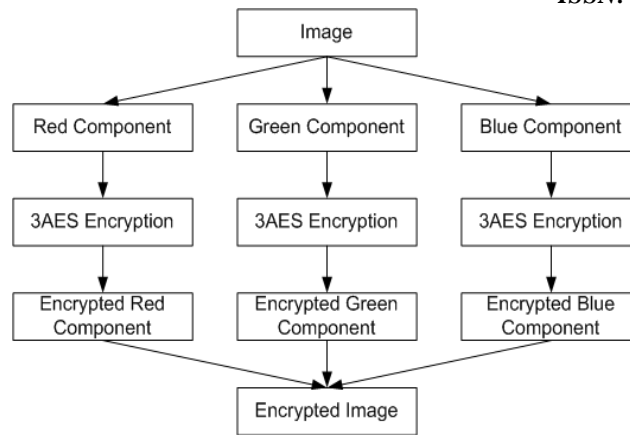 ISSN:
Image
Red Component
Green Component
Blue Component
3AES Encryption
3AES Encryption
3AES Encryption
Encrypted Red
Component
Encrypted Green
Component
Encrypted Blue
Component
Encrypted Image